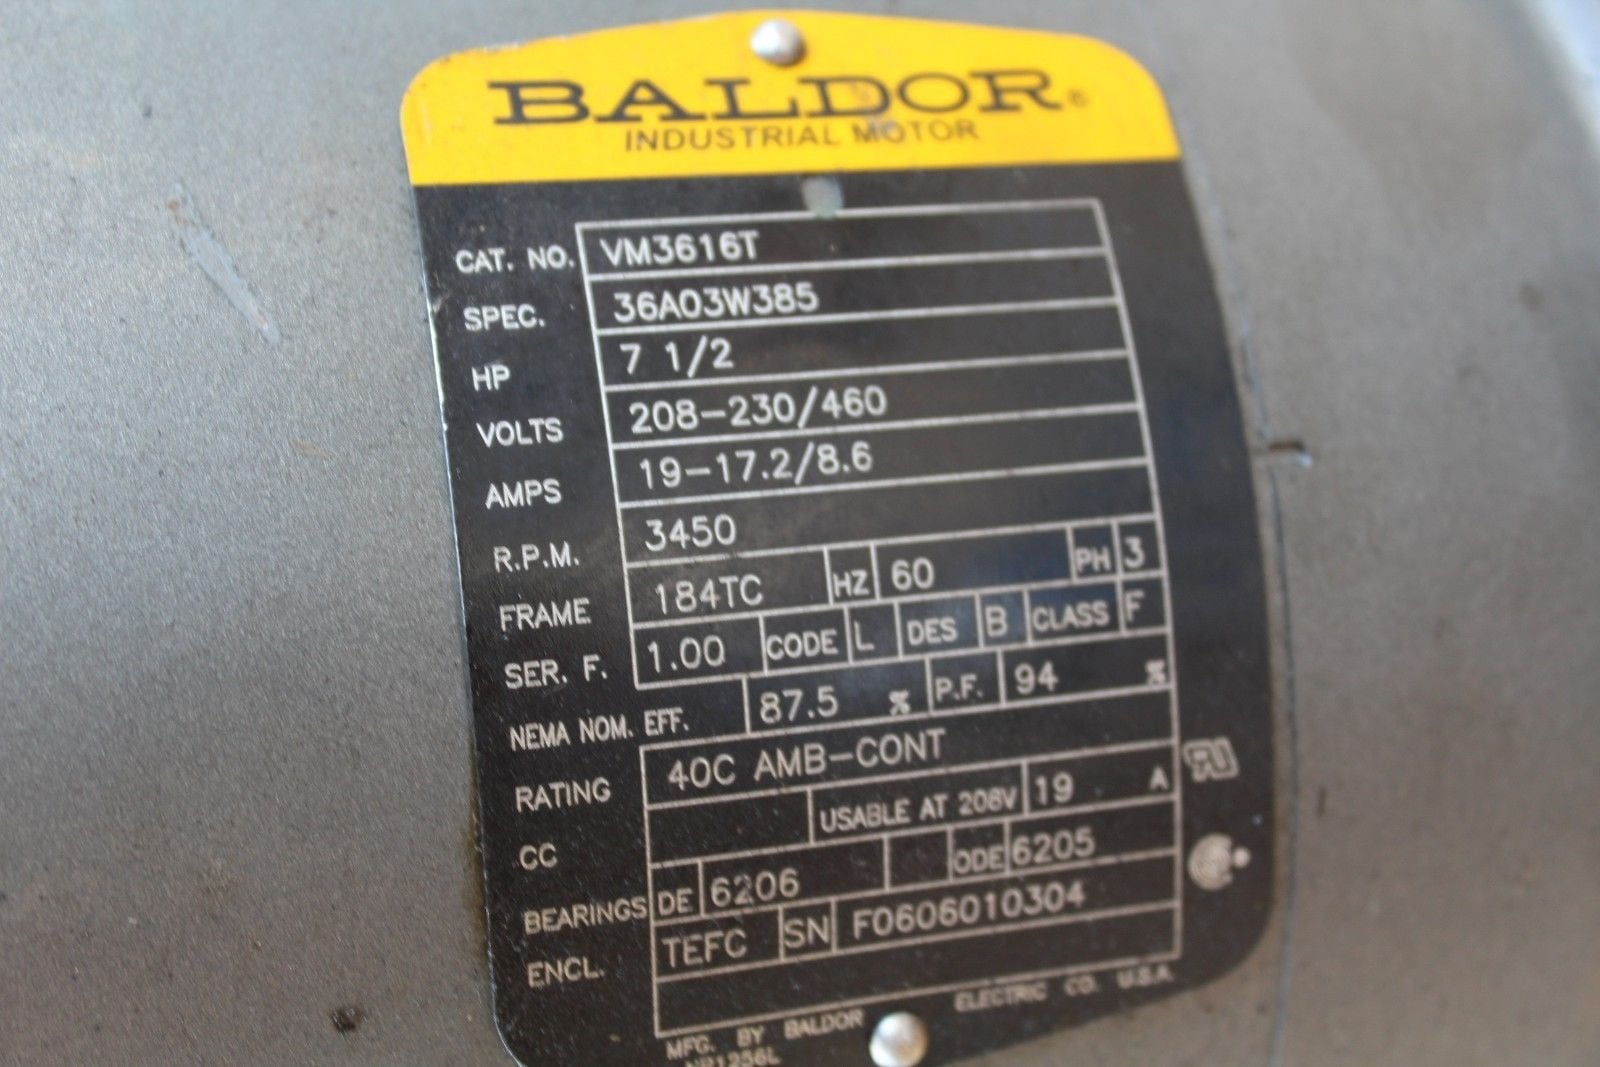 BALDOR®
INDUSTRIAL MOTOR
CAT. NO. VM3616T
SPEC. 36A03W385
HP 7 1/2
VOLTS 208-230/460
AMPS 19-17.2/8.6
R.P.M. 3450
FRAME 184TC HZ 60 PH 3
SER. F. 1.00 CODE L DES B CLASS F
NEMA NOM. EFF. 87.5 % P.F. 94 %
RATING 40C AMB-CONT
CC USABLE AT 208V 19 A
BEARINGS DE 6206 ODE 6205
ENCL. TEFC SN F0606010304
MFG. BY BALDOR ELECTRIC CO. U.S.A.